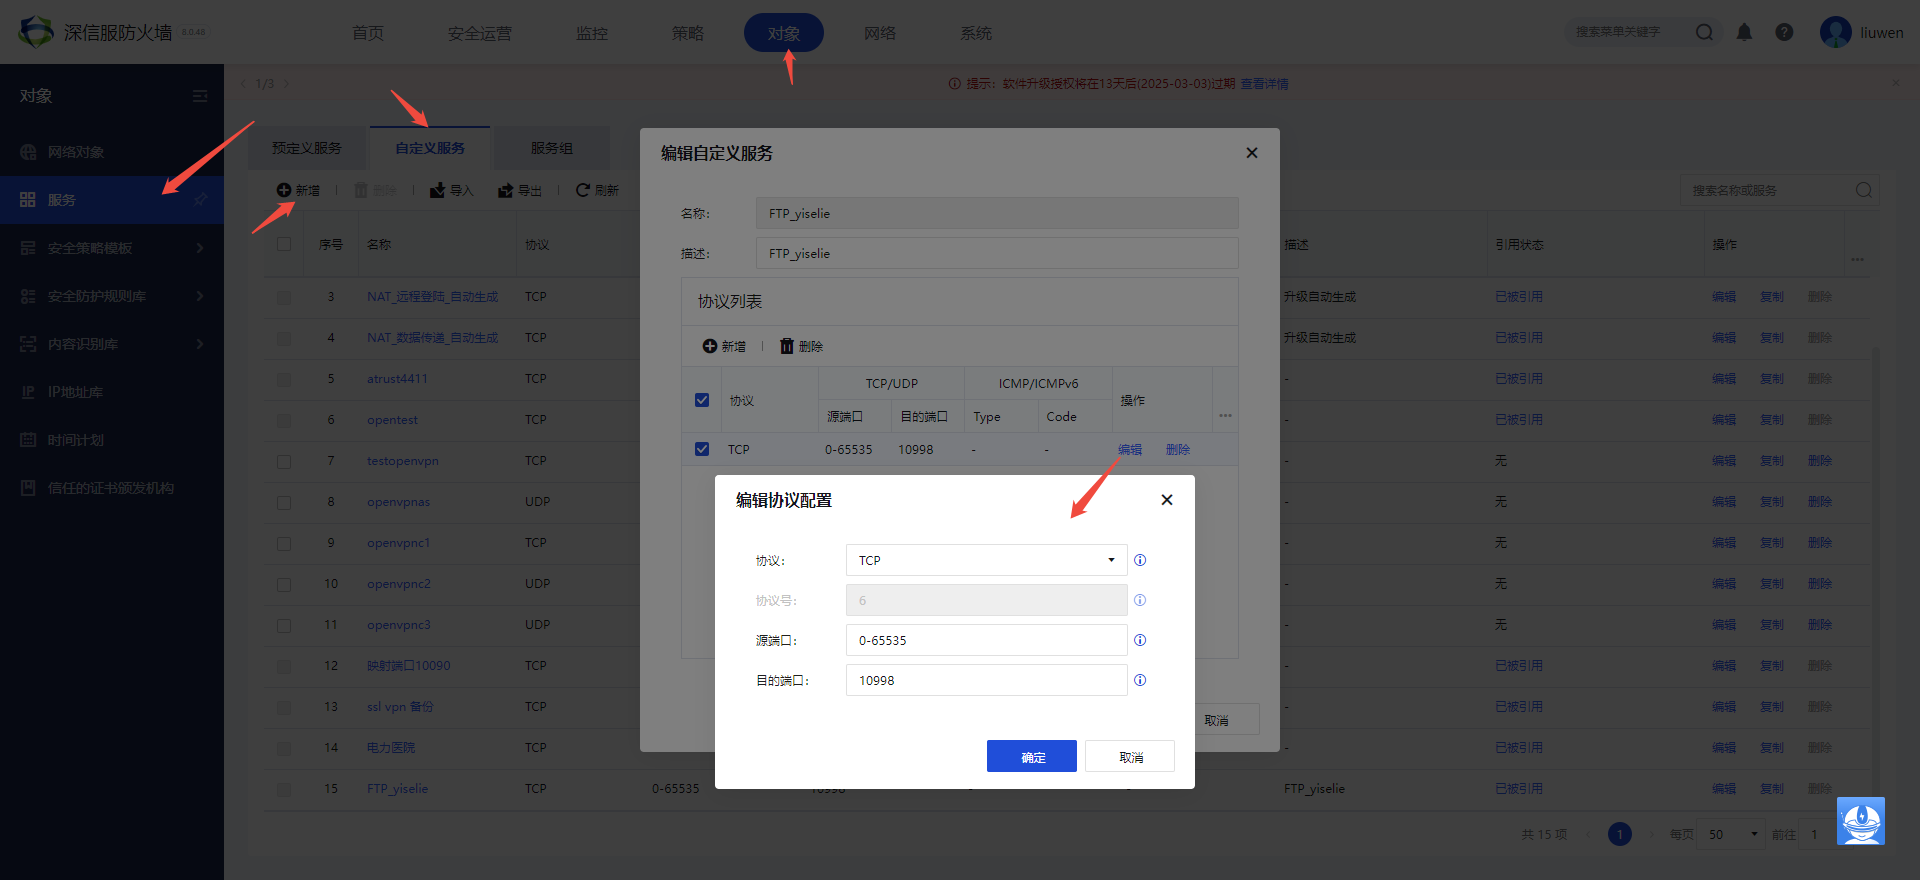 深信服防火墙 8.0.48
首页 安全运营 监控 策略 对象 网络 系统
搜索菜单关键字
liuwen
对象
网络对象
服务
安全策略模板
安全防护规则库
内容识别库
IP IP地址库
时间计划
信任的证书颁发机构
1/3
提示: 软件升级授权将在13天后(2025-03-03)过期 查看详情
预定义服务 自定义服务 服务组
新增 删除 导入 导出 刷新
搜索名称或服务
序号 名称 协议 描述 引用状态 操作
3 NAT_远程登陆_自动生成 TCP 升级自动生成 已被引用 编辑 复制 删除
4 NAT_数据传递_自动生成 TCP 升级自动生成 已被引用 编辑 复制 删除
5 atrust4411 TCP - 已被引用 编辑 复制 删除
6 opentest TCP - 已被引用 编辑 复制 删除
7 testopenvpn TCP - 无 编辑 复制 删除
8 openvpnas UDP - 无 编辑 复制 删除
9 openvpnc1 TCP - 无 编辑 复制 删除
10 openvpnc2 UDP - 无 编辑 复制 删除
11 openvpnc3 UDP - 无 编辑 复制 删除
12 映射端口10090 TCP - 已被引用 编辑 复制 删除
13 ssl vpn 备份 TCP - 已被引用 编辑 复制 删除
14 电力医院 TCP - 已被引用 编辑 复制 删除
15 FTP_yiselie TCP 0-65535 10998 - - FTP_yiselie 已被引用 编辑 复制 删除
共 15 项 1 每页 50 前往 1
编辑自定义服务
名称: FTP_yiselie
描述: FTP_yiselie
协议列表
新增 删除
协议 TCP/UDP ICMP/ICMPv6 操作
源端口 目的端口 Type Code
TCP 0-65535 10998 - - 编辑 删除
取消
编辑协议配置
协议: TCP
协议号: 6
源端口: 0-65535
目的端口: 10998
确定 取消